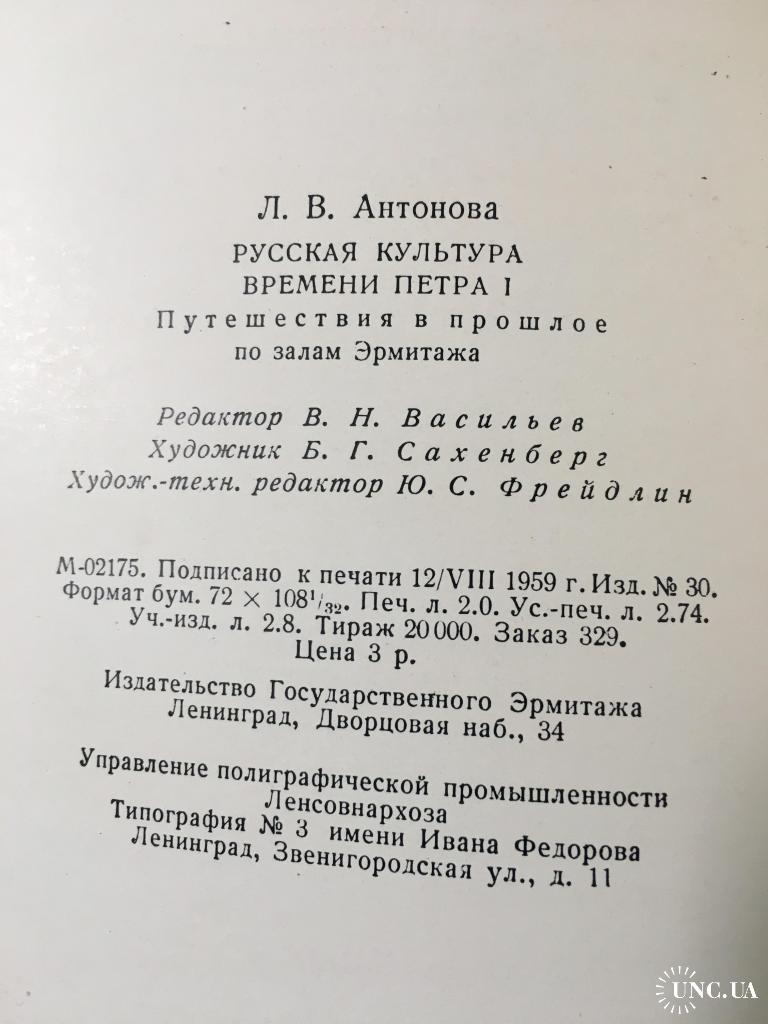 Л. В. Антонова
РУССКАЯ КУЛЬТУРА
ВРЕМЕНИ ПЕТРА I
Путешествия в прошлое
по залам Эрмитажа
Редактор В. Н. Васильев
Художник Б. Г. Сахенберг
Худож.-техн. редактор Ю. С. Фрейдлин
М-02175. Подписано к печати 12/VIII 1959 г. Изд. № 30.
Формат бум. 72 × 108¹/₃₂. Печ. л. 2.0. Ус.-печ. л. 2.74.
Уч.-изд. л. 2.8. Тираж 20 000. Заказ 329.
Цена 3 р.
Издательство Государственного Эрмитажа
Ленинград, Дворцовая наб., 34
Управление полиграфической промышленности
Ленсовнархоза
Типография № 3 имени Ивана Федорова
Ленинград, Звенигородская ул., д. 11
UNC.UA